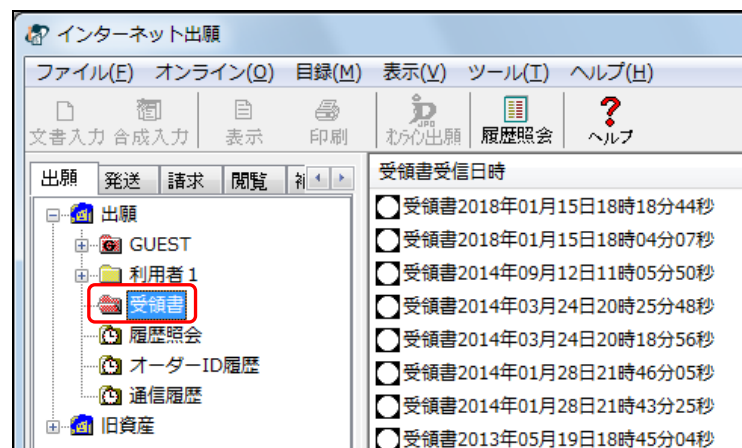 インターネット出願
ファイル(F) オンライン(O) 目録(M) 表示(V) ツール(T) ヘルプ(H)
文書入力 合成入力 表示 印刷 オンライン出願 履歴照会 ヘルプ
出願 発送 請求 閲覧
受領書受信日時
出願
GUEST
利用者1
受領書
履歴照会
オーダーID履歴
通信履歴
旧資産
受領書2018年01月15日18時18分44秒
受領書2018年01月15日18時04分07秒
受領書2014年09月12日11時05分50秒
受領書2014年03月24日20時25分48秒
受領書2014年03月24日20時18分56秒
受領書2014年01月28日21時46分05秒
受領書2014年01月28日21時43分25秒
受領書2013年05月19日18時45分04秒